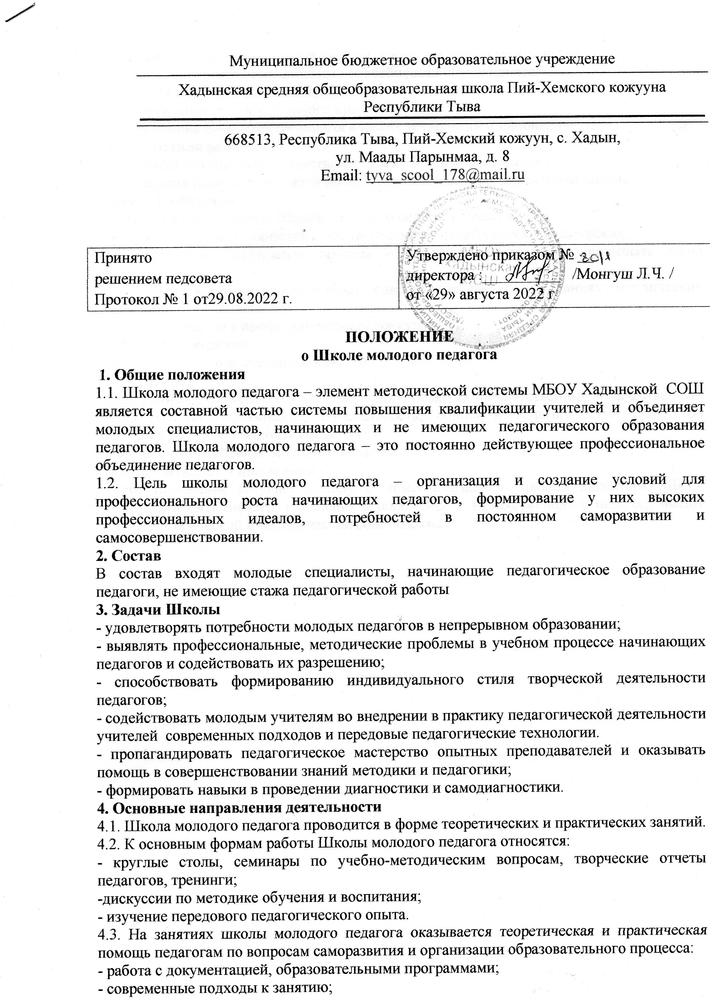 Муниципальное бюджетное образовательное учреждение
Хадынская средняя общеобразовательная школа Пий-Хемского кожууна
Республики Тыва
668513, Республика Тыва, Пий-Хемский кожуун, с. Хадын,
ул. Маады Парынмаа, д. 8
Email: tyva_scool_178@mail.ru
Принято
решением педсовета
Протокол № 1 от29.08.2022 г.
Утверждено приказом №
директора : /Монгуш Л.Ч. /
от «29» августа 2022 г
МБОУ
Хадынская
СОШ
ПОЛОЖЕНИЕ
о Школе молодого педагога
1. Общие положения
1.1. Школа молодого педагога – элемент методической системы МБОУ Хадынской СОШ
является составной частью системы повышения квалификации учителей и объединяет
молодых специалистов, начинающих и не имеющих педагогического образования
педагогов. Школа молодого педагога – это постоянно действующее профессиональное
объединение педагогов.
1.2. Цель школы молодого педагога – организация и создание условий для
профессионального роста начинающих педагогов, формирование у них высоких
профессиональных идеалов, потребностей в постоянном саморазвитии и
самосовершенствовании.
2. Состав
В состав входят молодые специалисты, начинающие педагогическое образование
педагоги, не имеющие стажа педагогической работы
3. Задачи Школы
- удовлетворять потребности молодых педагогов в непрерывном образовании;
- выявлять профессиональные, методические проблемы в учебном процессе начинающих
педагогов и содействовать их разрешению;
- способствовать формированию индивидуального стиля творческой деятельности
педагогов;
- содействовать молодым учителям во внедрении в практику педагогической деятельности
учителей современных подходов и передовые педагогические технологии.
- пропагандировать педагогическое мастерство опытных преподавателей и оказывать
помощь в совершенствовании знаний методики и педагогики;
- формировать навыки в проведении диагностики и самодиагностики.
4. Основные направления деятельности
4.1. Школа молодого педагога проводится в форме теоретических и практических занятий.
4.2. К основным формам работы Школы молодого педагога относятся:
- круглые столы, семинары по учебно-методическим вопросам, творческие отчеты
педагогов, тренинги;
-дискуссии по методике обучения и воспитания;
- изучение передового педагогического опыта.
4.3. На занятиях школы молодого педагога оказывается теоретическая и практическая
помощь педагогам по вопросам саморазвития и организации образовательного процесса:
- работа с документацией, образовательными программами;
- современные подходы к занятию;